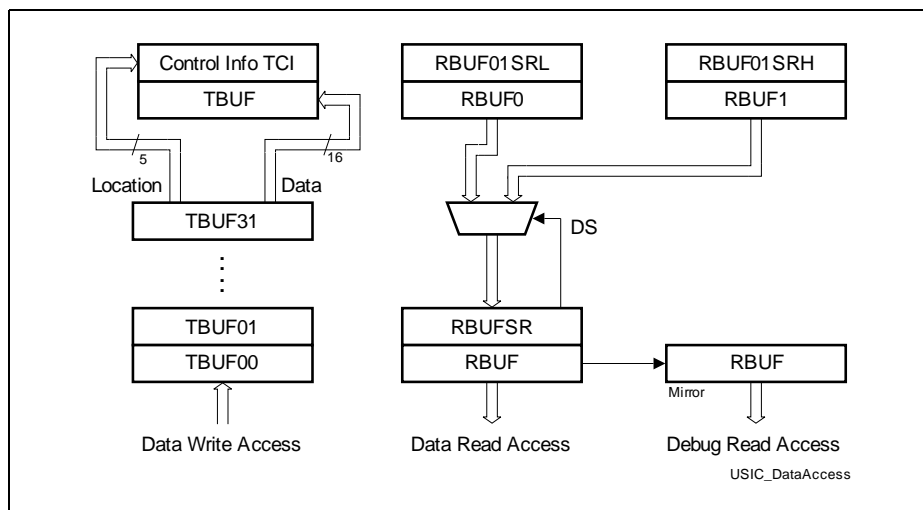 Control Info TCI
TBUF
5
16
Location
Data
TBUF31
TBUF01
TBUF00
Data Write Access
RBUF01SRL
RBUF0
RBUF01SRH
RBUF1
DS
RBUFSR
RBUF
Data Read Access
RBUF
Mirror
Debug Read Access
USIC_DataAccess